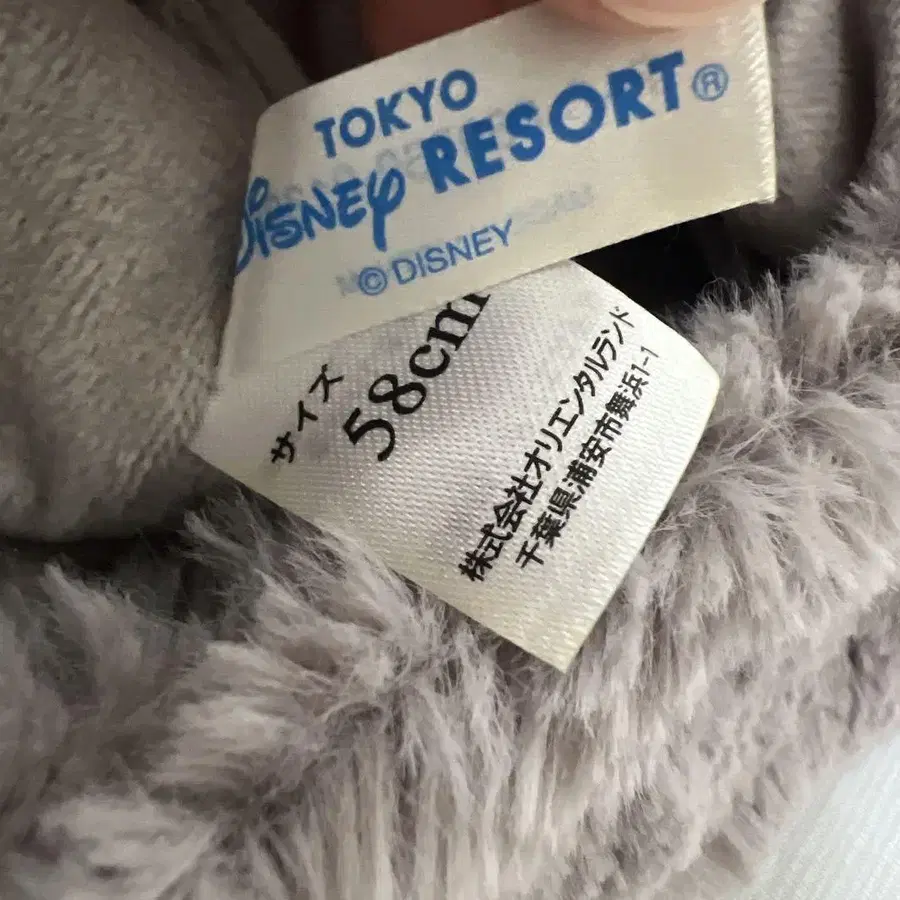 TOKYO
DISNEY RESORT®
© DISNEY
サイズ
58cm
株式会社オリエンタルランド
千葉県浦安市舞浜1-1